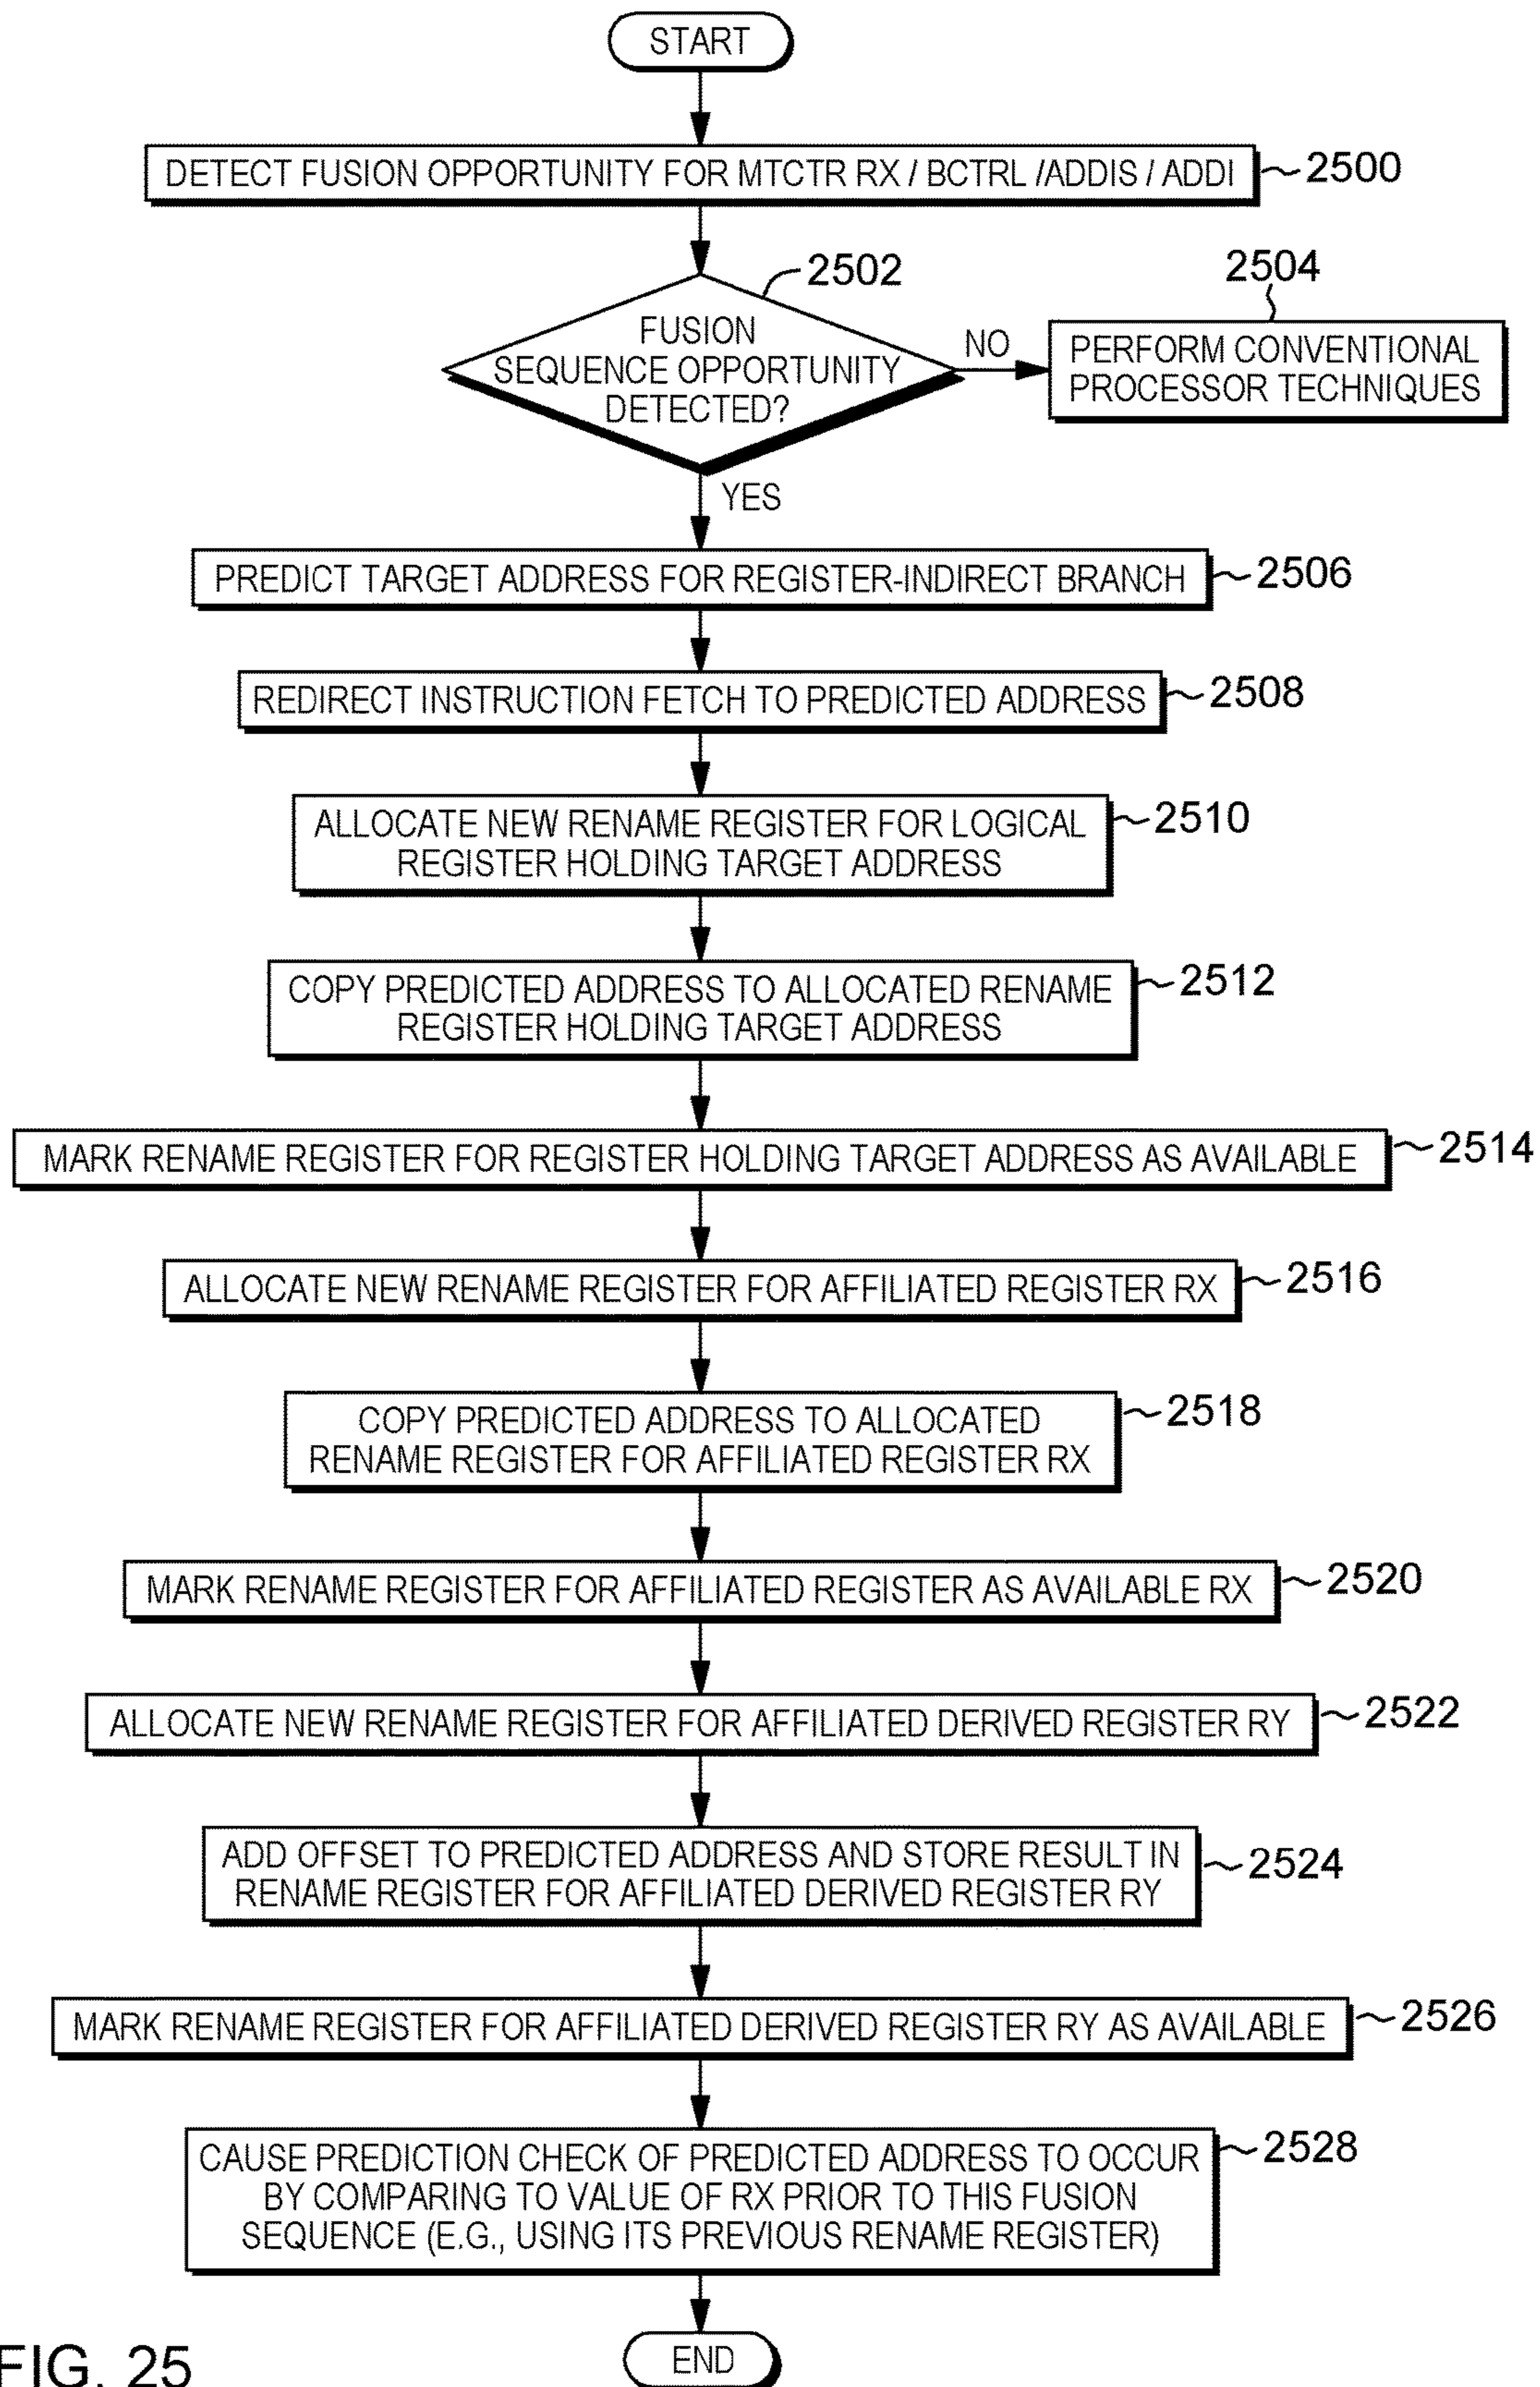 START
DETECT FUSION OPPORTUNITY FOR MTCTR RX / BCTRL /ADDIS / ADDI
2500
2502
FUSION
SEQUENCE OPPORTUNITY
DETECTED?
NO
2504
PERFORM CONVENTIONAL
PROCESSOR TECHNIQUES
YES
PREDICT TARGET ADDRESS FOR REGISTER-INDIRECT BRANCH
2506
REDIRECT INSTRUCTION FETCH TO PREDICTED ADDRESS
2508
ALLOCATE NEW RENAME REGISTER FOR LOGICAL
REGISTER HOLDING TARGET ADDRESS
2510
COPY PREDICTED ADDRESS TO ALLOCATED RENAME
REGISTER HOLDING TARGET ADDRESS
2512
MARK RENAME REGISTER FOR REGISTER HOLDING TARGET ADDRESS AS AVAILABLE
2514
ALLOCATE NEW RENAME REGISTER FOR AFFILIATED REGISTER RX
2516
COPY PREDICTED ADDRESS TO ALLOCATED
RENAME REGISTER FOR AFFILIATED REGISTER RX
2518
MARK RENAME REGISTER FOR AFFILIATED REGISTER AS AVAILABLE RX
2520
ALLOCATE NEW RENAME REGISTER FOR AFFILIATED DERIVED REGISTER RY
2522
ADD OFFSET TO PREDICTED ADDRESS AND STORE RESULT IN
RENAME REGISTER FOR AFFILIATED DERIVED REGISTER RY
2524
MARK RENAME REGISTER FOR AFFILIATED DERIVED REGISTER RY AS AVAILABLE
2526
CAUSE PREDICTION CHECK OF PREDICTED ADDRESS TO OCCUR
BY COMPARING TO VALUE OF RX PRIOR TO THIS FUSION
SEQUENCE (E.G., USING ITS PREVIOUS RENAME REGISTER)
2528
END
FIG. 25